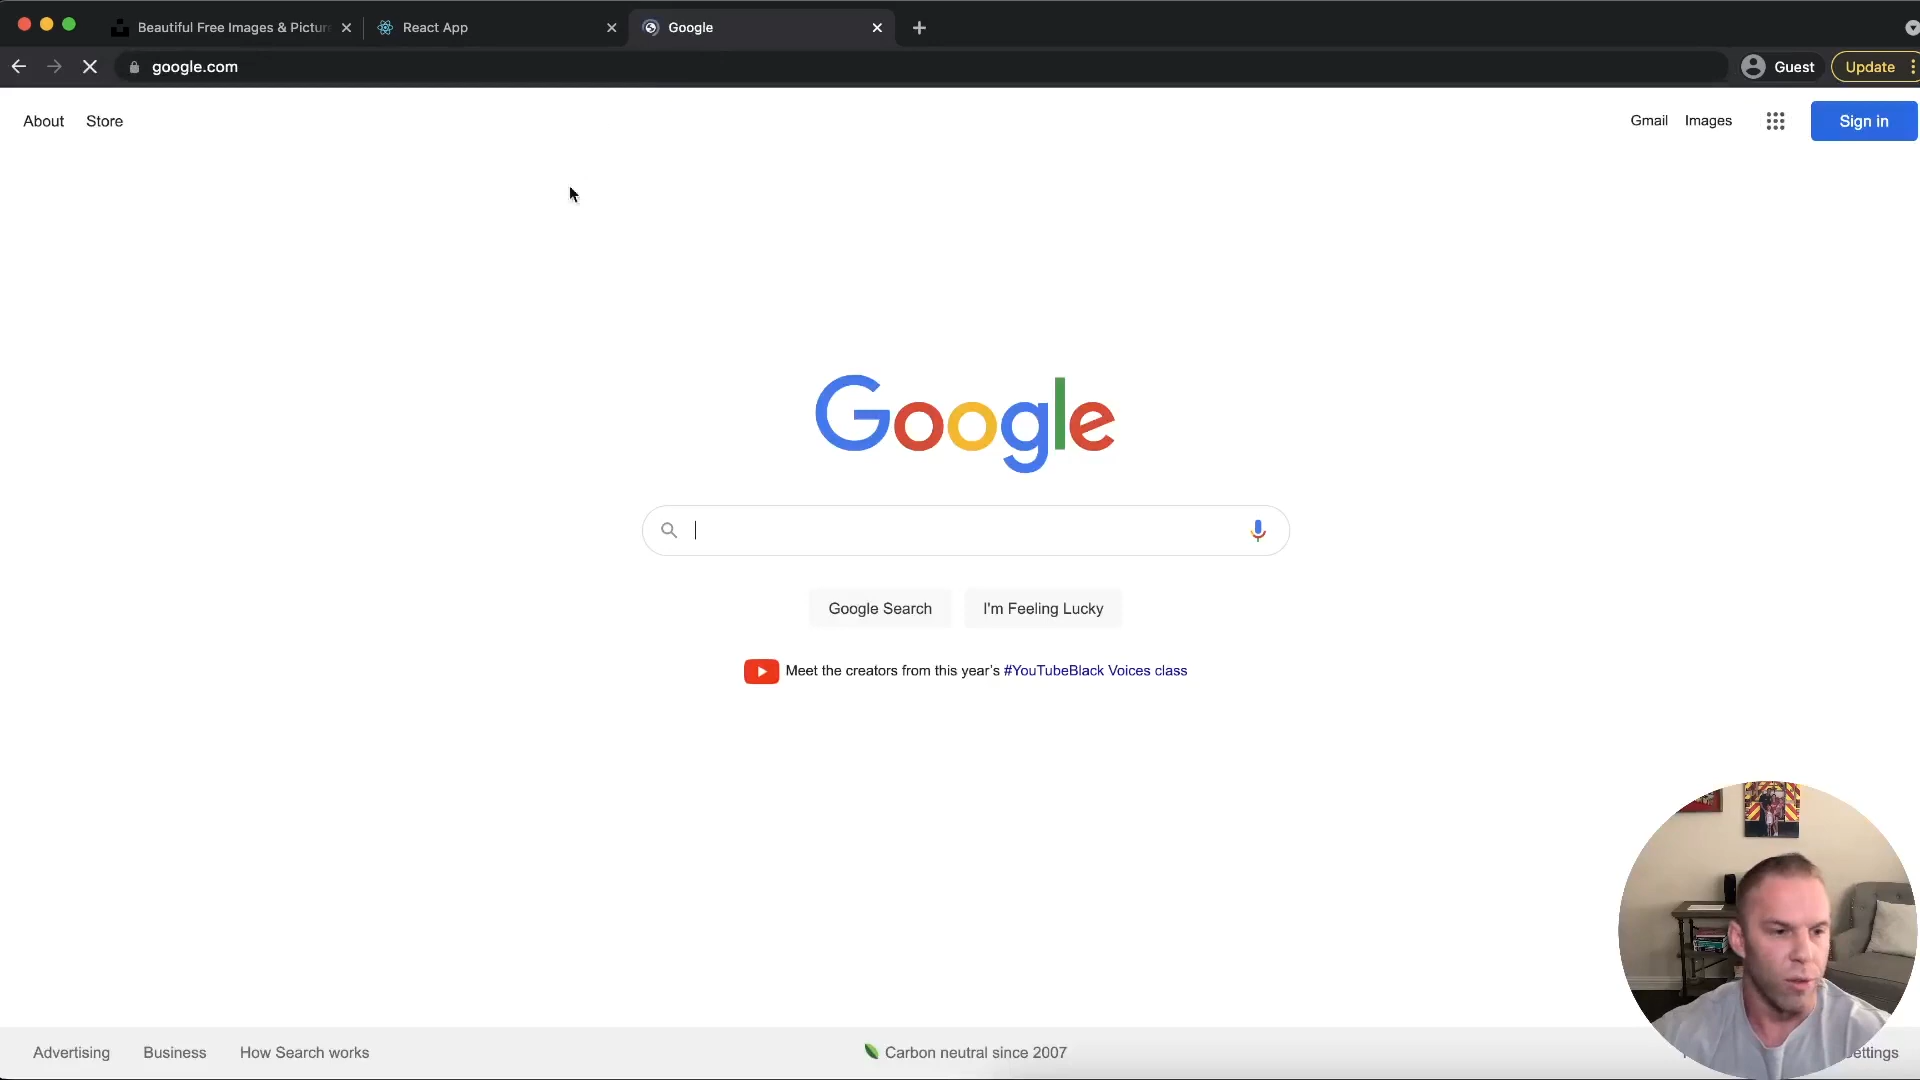 Beautiful Free Images & Pictur
React App
Google
google.com
Guest
Update
About
Store
Gmail
Images
Sign in
Google
Google Search
I'm Feeling Lucky
Meet the creators from this year's #YouTubeBlack Voices class
Advertising
Business
How Search works
Carbon neutral since 2007
ettings